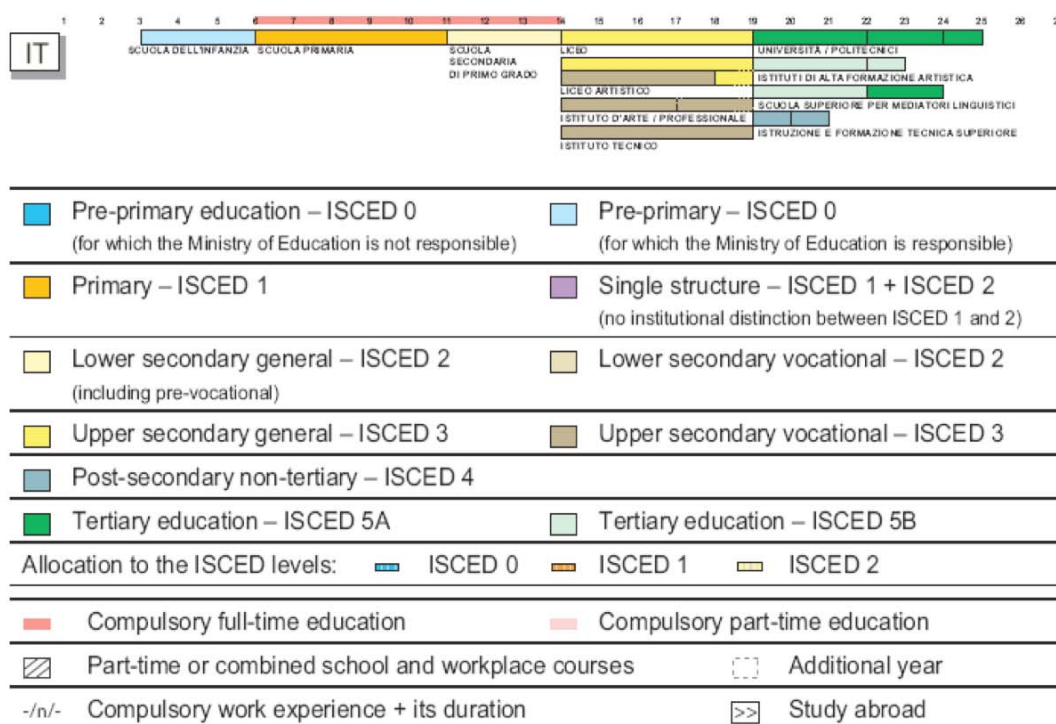 1 2 3 4 5 6 7 8 9 10 11 12 13 14 15 16 17 18 19 20 21 22 23 24 25 26
IT
SCUOLA DELL'INFANZIA SCUOLA PRIMARIA SCUOLA LICEO UNIVERSITÀ / POLITECNICI
SECONDARIA
DI PRIMO GRADO ISTITUTI DI ALTA FORMAZIONE ARTISTICA
LICEO ARTISTICO SCUOLA SUPERIORE PER MEDIATORI LINGUISTICI
ISTITUTO D'ARTE / PROFESSIONALE ISTRUZIONE E FORMAZIONE TECNICA SUPERIORE
ISTITUTO TECNICO
Pre-primary education – ISCED 0 Pre-primary – ISCED 0
(for which the Ministry of Education is not responsible) (for which the Ministry of Education is responsible)
Primary – ISCED 1 Single structure – ISCED 1 + ISCED 2
(no institutional distinction between ISCED 1 and 2)
Lower secondary general – ISCED 2 Lower secondary vocational – ISCED 2
(including pre-vocational)
Upper secondary general – ISCED 3 Upper secondary vocational – ISCED 3
Post-secondary non-tertiary – ISCED 4
Tertiary education – ISCED 5A Tertiary education – ISCED 5B
Allocation to the ISCED levels: ISCED 0 ISCED 1 ISCED 2
Compulsory full-time education Compulsory part-time education
Part-time or combined school and workplace courses Additional year
-/n/- Compulsory work experience + its duration >> Study abroad